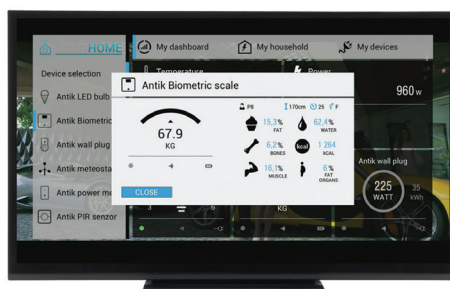 HOME
My dashboard
My household
My devices
Device selection
Temperature
Power
Antik LED bulb
960 w
Antik Biometric
Antik wall plug
Antik meteosta
Antik power me
Antik PIR senzor
Antik Biometric scale
67.9
KG
P8 170cm 25 F
15,3%
FAT
62,4%
WATER
6,2%
BONES
kcal
1 264
KCAL
16,1%
MUSCLE
6%
FAT
ORGANS
CLOSE
Antik wall plug
225
WATT
35
kWh
3
6
KG